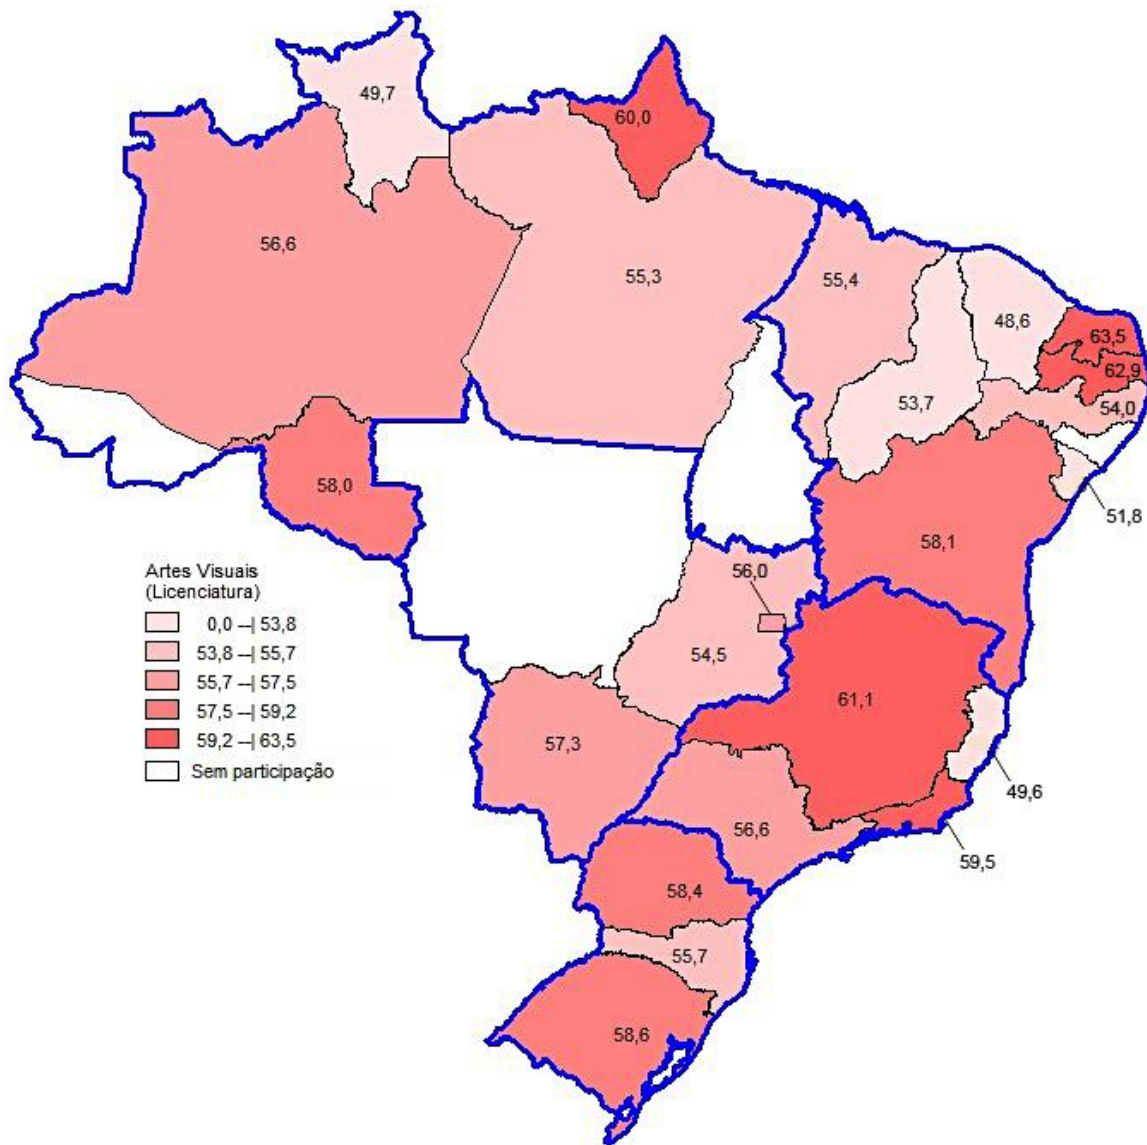 49,7
60,0
56,6
55,3
55,4
48,6
63,5
62,9
53,7
54,0
58,0
51,8
58,1
56,0
54,5
61,1
57,3
49,6
56,6
59,5
58,4
55,7
58,6
Artes Visuais
(Licenciatura)
0,0 --| 53,8
53,8 --| 55,7
55,7 --| 57,5
57,5 --| 59,2
59,2 --| 63,5
Sem participação